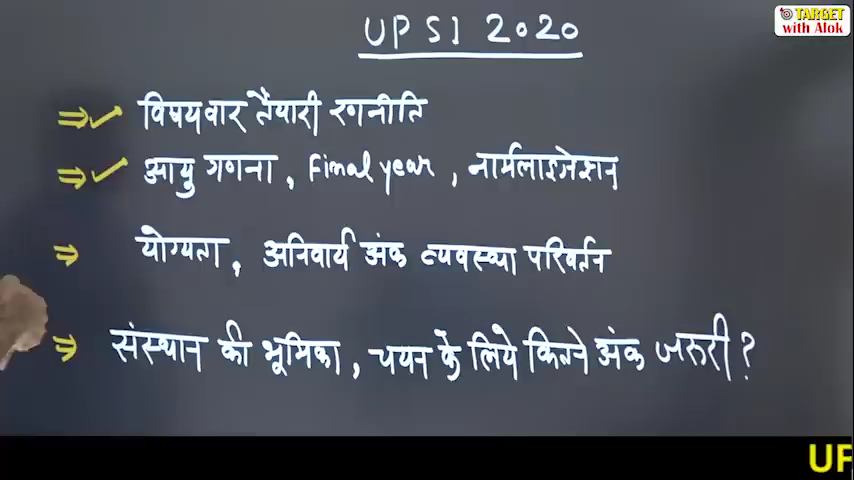 TARGET
with Alok
UPSI 2020
⇒✓ विषयवार तैयारी रणनीति
⇒✓ आयु गणना, Final year, नार्मलाइजेशन
⇒ योग्यता, अनिवार्य अंक व्यवस्था परिवर्तन
⇒ संस्थान की भूमिका, चयन के लिये कितने अंक जरूरी?
UP